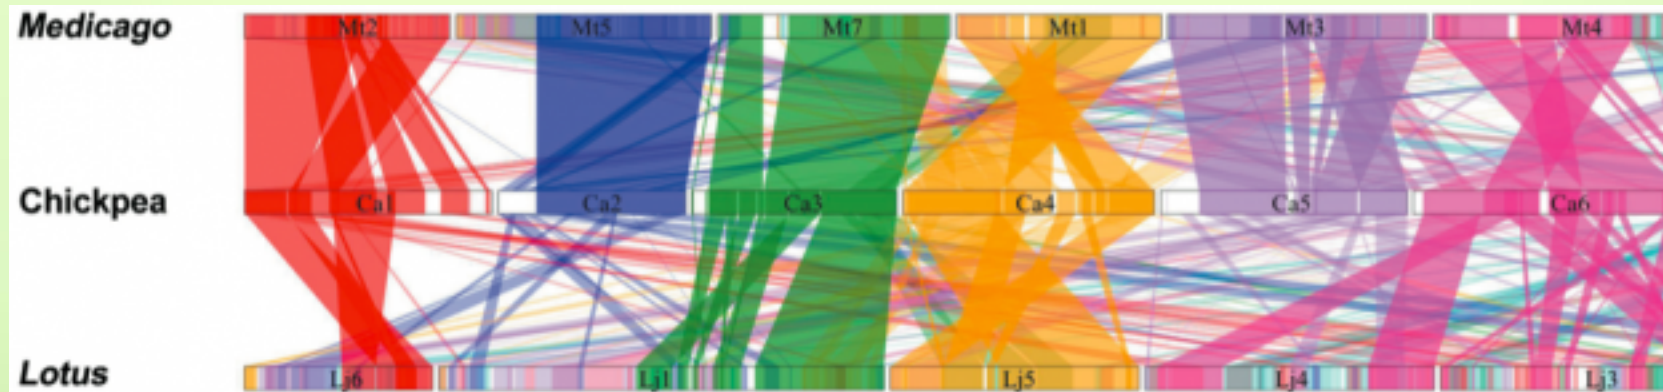 Medicago Mt2 Mt5 Mt7 Mt1 Mt3 Mt4
Chickpea Ca1 Ca2 Ca3 Ca4 Ca5 Ca6
Lotus Lj6 Lj1 Lj5 Lj4 Lj3